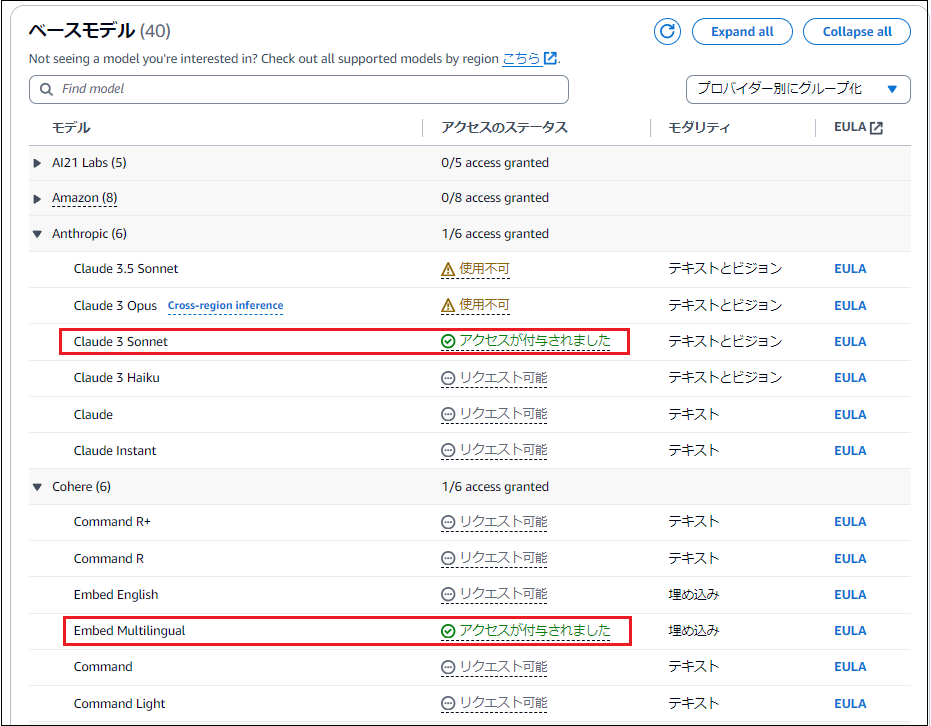 ベースモデル (40)
Expand all
Collapse all
Not seeing a model you're interested in? Check out all supported models by region こちら.
Find model
プロバイダー別にグループ化
モデル アクセスのステータス モダリティ EULA
AI21 Labs (5) 0/5 access granted
Amazon (8) 0/8 access granted
Anthropic (6) 1/6 access granted
Claude 3.5 Sonnet 使用不可 テキストとビジョン EULA
Claude 3 Opus Cross-region inference 使用不可 テキストとビジョン EULA
Claude 3 Sonnet アクセスが付与されました テキストとビジョン EULA
Claude 3 Haiku リクエスト可能 テキストとビジョン EULA
Claude リクエスト可能 テキスト EULA
Claude Instant リクエスト可能 テキスト EULA
Cohere (6) 1/6 access granted
Command R+ リクエスト可能 テキスト EULA
Command R リクエスト可能 テキスト EULA
Embed English リクエスト可能 埋め込み EULA
Embed Multilingual アクセスが付与されました 埋め込み EULA
Command リクエスト可能 テキスト EULA
Command Light リクエスト可能 テキスト EULA